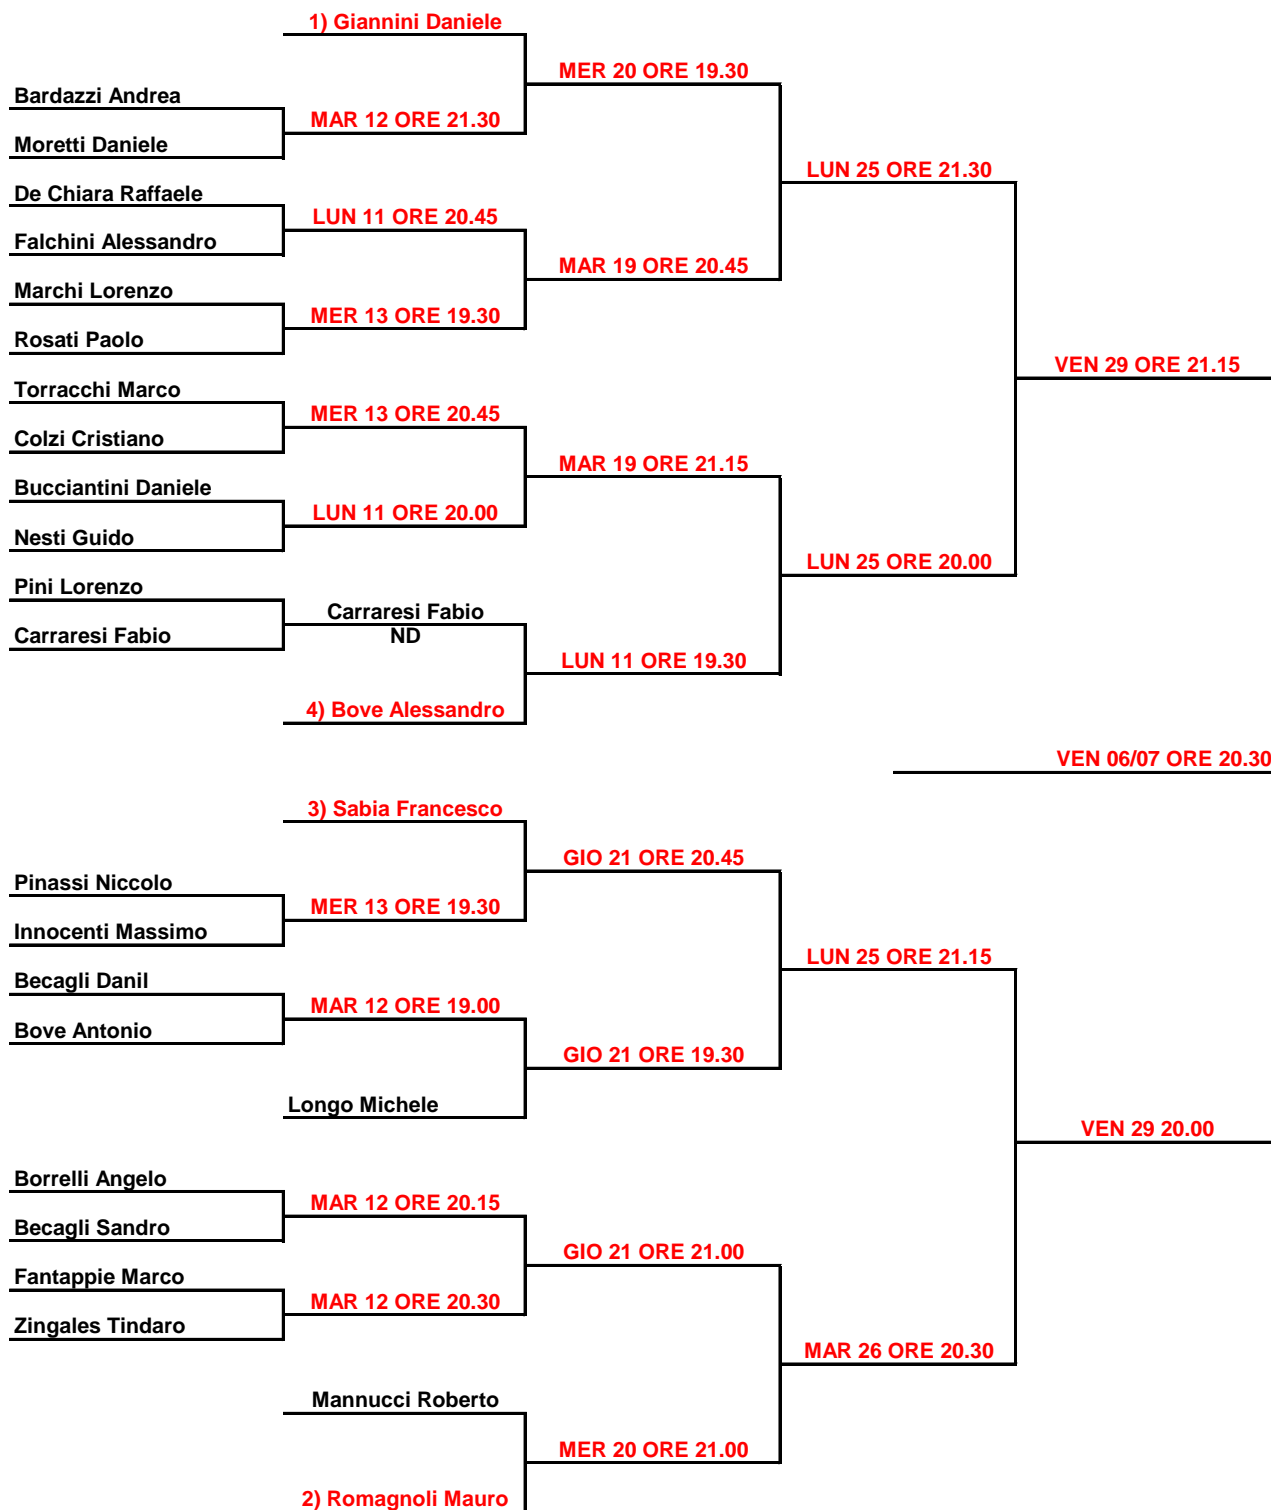 1) Giannini Daniele
MER 20 ORE 19.30
Bardazzi Andrea
MAR 12 ORE 21.30
Moretti Daniele
LUN 25 ORE 21.30
De Chiara Raffaele
LUN 11 ORE 20.45
Falchini Alessandro
MAR 19 ORE 20.45
Marchi Lorenzo
MER 13 ORE 19.30
Rosati Paolo
VEN 29 ORE 21.15
Torracchi Marco
MER 13 ORE 20.45
Colzi Cristiano
MAR 19 ORE 21.15
Bucciantini Daniele
LUN 11 ORE 20.00
Nesti Guido
LUN 25 ORE 20.00
Pini Lorenzo
Carraresi Fabio
Carraresi Fabio
ND
LUN 11 ORE 19.30
4) Bove Alessandro
VEN 06/07 ORE 20.30
3) Sabia Francesco
GIO 21 ORE 20.45
Pinassi Niccolo
MER 13 ORE 19.30
Innocenti Massimo
LUN 25 ORE 21.15
Becagli Danil
MAR 12 ORE 19.00
Bove Antonio
GIO 21 ORE 19.30
Longo Michele
VEN 29 20.00
Borrelli Angelo
MAR 12 ORE 20.15
Becagli Sandro
GIO 21 ORE 21.00
Fantappie Marco
MAR 12 ORE 20.30
Zingales Tindaro
MAR 26 ORE 20.30
Mannucci Roberto
MER 20 ORE 21.00
2) Romagnoli Mauro